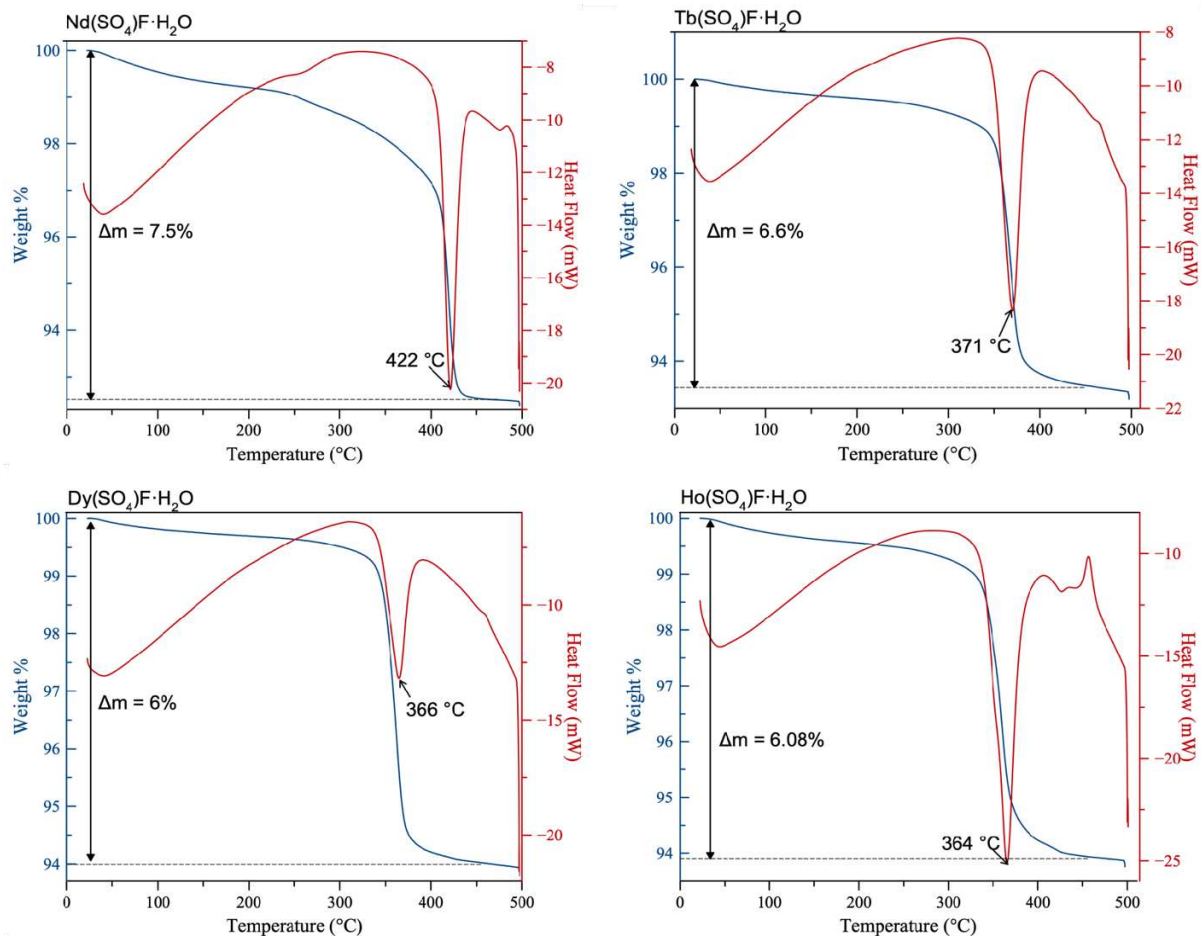 Nd(SO₄)F·H₂O
100
98
96
94
Weight %
Δm = 7.5%
422 °C
−8
−10
−12
−14
−16
−18
−20
Heat Flow (mW)
0 100 200 300 400 500
Temperature (°C)
Tb(SO₄)F·H₂O
100
98
96
94
Weight %
Δm = 6.6%
371 °C
−8
−10
−12
−14
−16
−18
−20
−22
Heat Flow (mW)
0 100 200 300 400 500
Temperature (°C)
Dy(SO₄)F·H₂O
100
99
98
97
96
95
94
Weight %
Δm = 6%
366 °C
−10
−15
−20
Heat Flow (mW)
0 100 200 300 400 500
Temperature (°C)
Ho(SO₄)F·H₂O
100
99
98
97
96
95
94
Weight %
Δm = 6.08%
364 °C
−10
−15
−20
−25
Heat Flow (mW)
0 100 200 300 400 500
Temperature (°C)